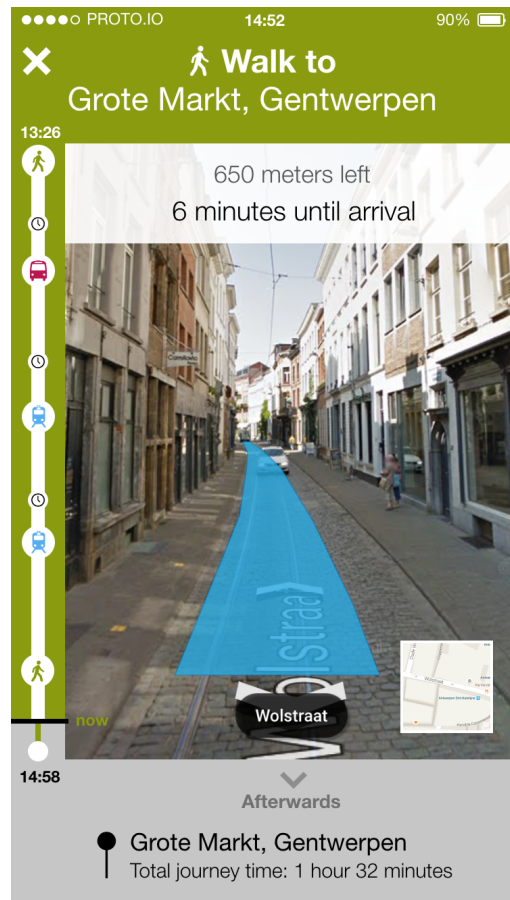 PROTO.IO 14:52 90%
Walk to
Grote Markt, Gentwerpen
13:26
650 meters left
6 minutes until arrival
Wolstraat
Wolstraat
now
14:58
Afterwards
Grote Markt, Gentwerpen
Total journey time: 1 hour 32 minutes